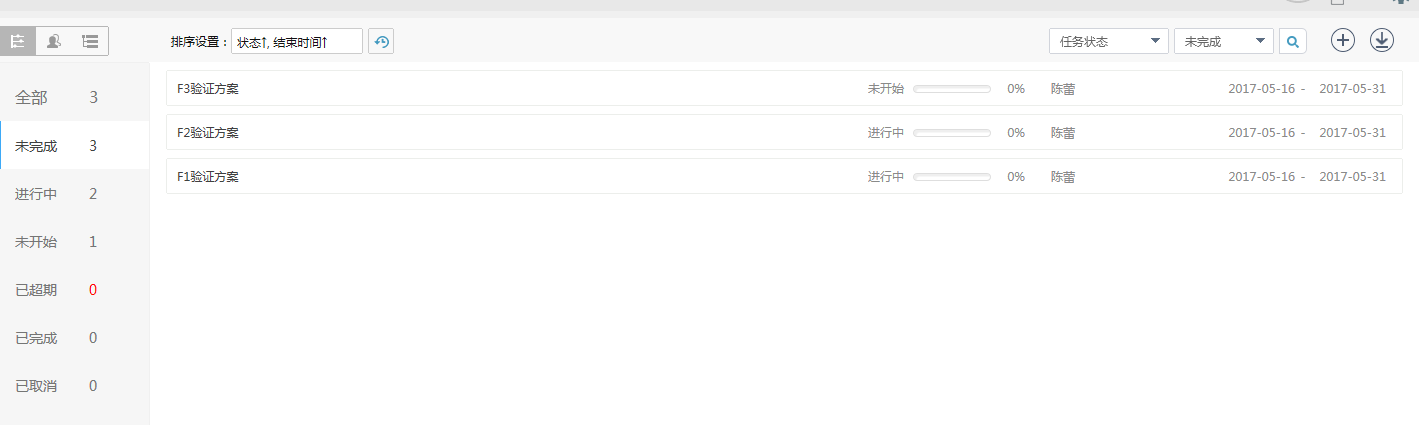 排序设置：状态↑, 结束时间↑ 任务状态 未完成
全部 3
未完成 3
进行中 2
未开始 1
已超期 0
已完成 0
已取消 0
F3验证方案 未开始 0% 陈蕾 2017-05-16 - 2017-05-31
F2验证方案 进行中 0% 陈蕾 2017-05-16 - 2017-05-31
F1验证方案 进行中 0% 陈蕾 2017-05-16 - 2017-05-31